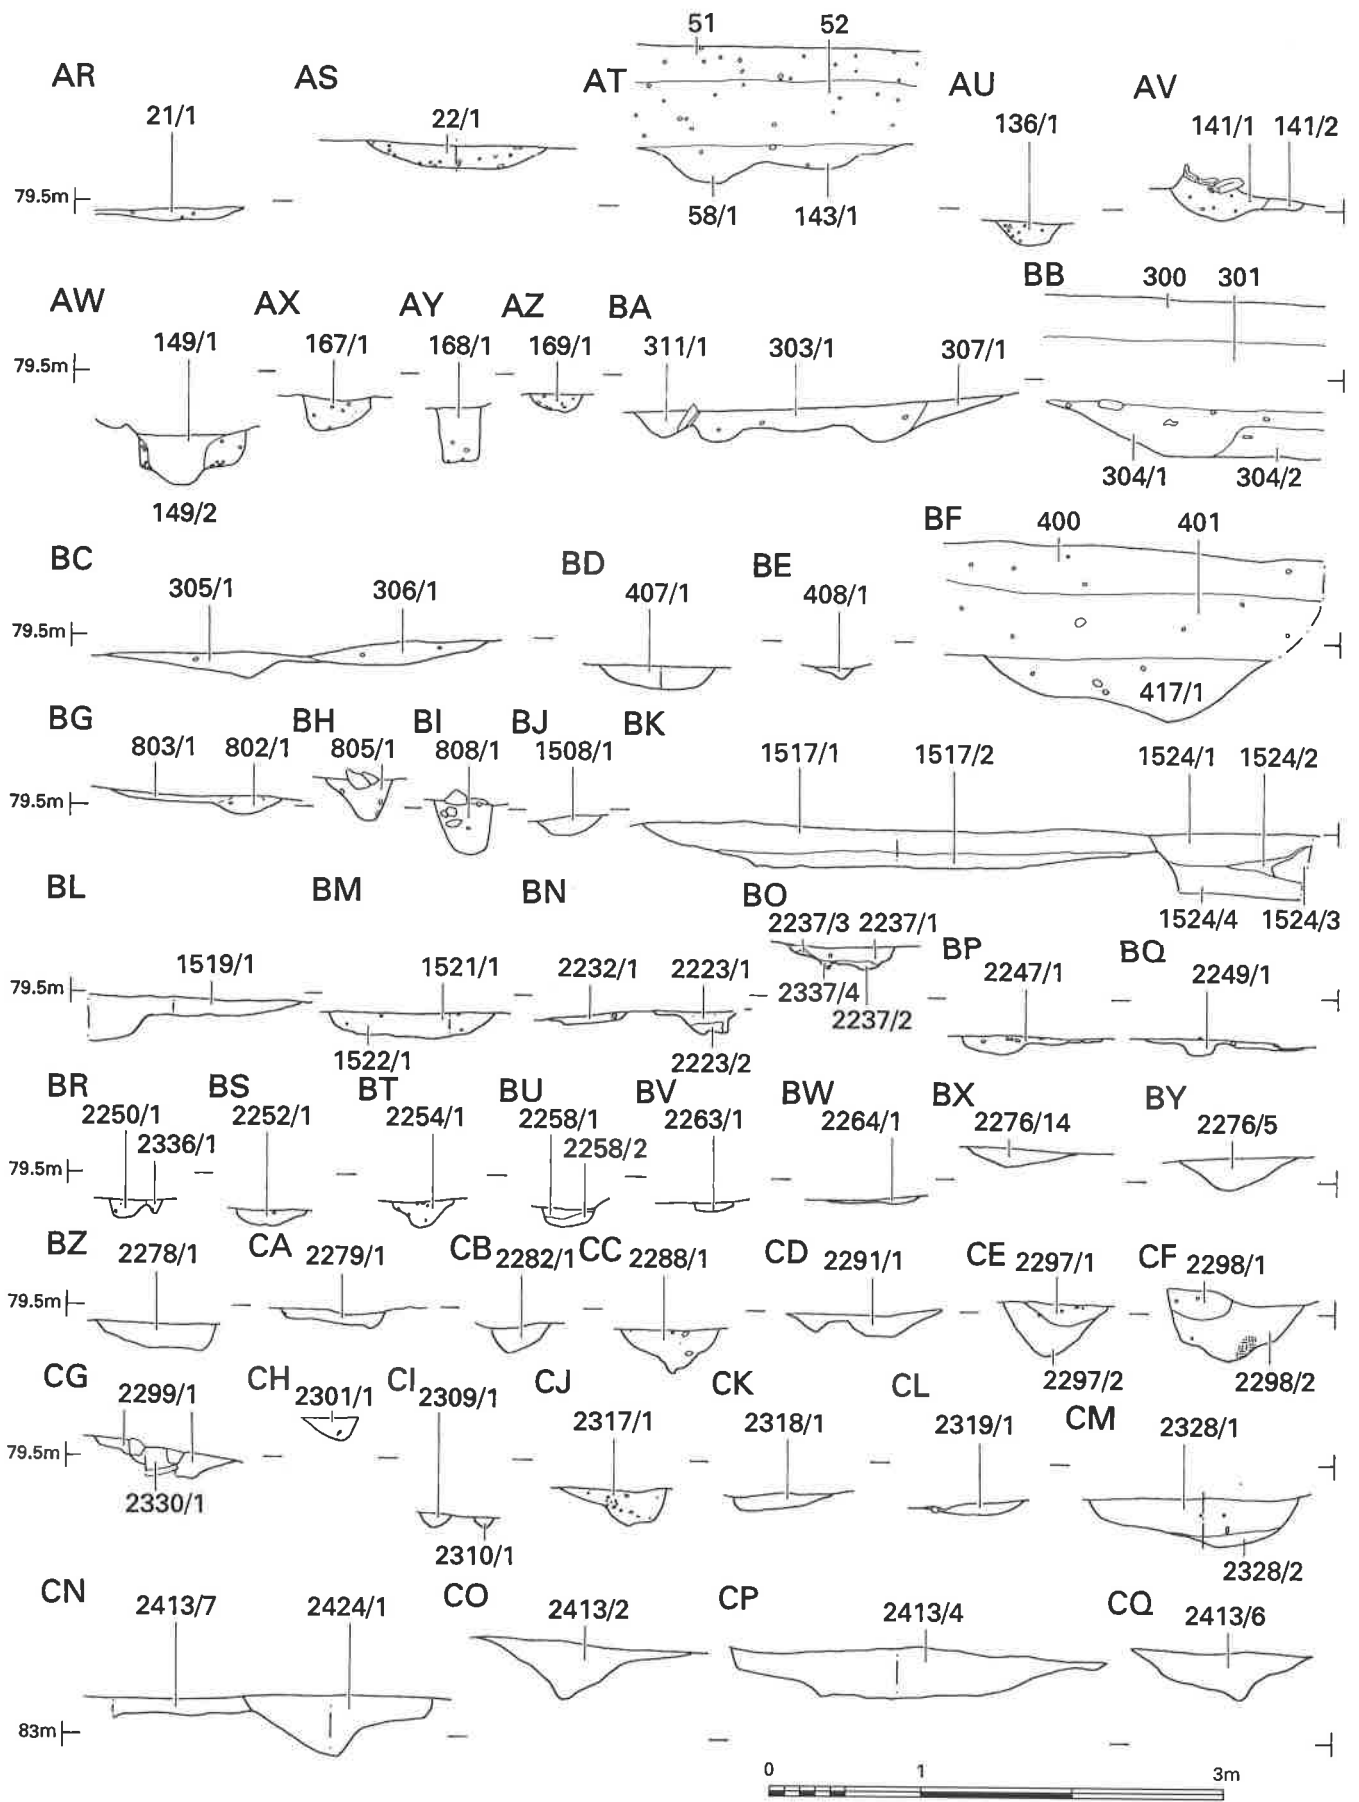 AR AS AT 51 52 AU AV
21/1 22/1 136/1 141/1 141/2
79.5m 58/1 143/1
AW AX AY AZ BA BB 300 301
149/1 167/1 168/1 169/1 311/1 303/1 307/1
79.5m
149/2 304/1 304/2
BC BD BE BF 400 401
305/1 306/1 407/1 408/1
79.5m
417/1
BG BH BI BJ BK
803/1 802/1 805/1 808/1 1508/1 1517/1 1517/2 1524/1 1524/2
79.5m
1524/4 1524/3
BL BM BN BO BP BQ
2237/3 2237/1
1519/1 1521/1 2232/1 2223/1 2247/1 2249/1
79.5m 2337/4
2237/2
1522/1 2223/2
BR BS BT BU BV BW BX BY
2250/1 2252/1 2254/1 2258/1 2263/1 2264/1 2276/14 2276/5
2336/1 2258/2
79.5m
BZ CA CB CC CD CE CF
2278/1 2279/1 2282/1 2288/1 2291/1 2297/1 2298/1
79.5m
2297/2 2298/2
CG CH CI CJ CK CL CM
2299/1 2301/1 2309/1 2317/1 2318/1 2319/1 2328/1
79.5m
2330/1 2310/1 2328/2
CN CO CP CQ
2413/7 2424/1 2413/2 2413/4 2413/6
83m
0 1 3m